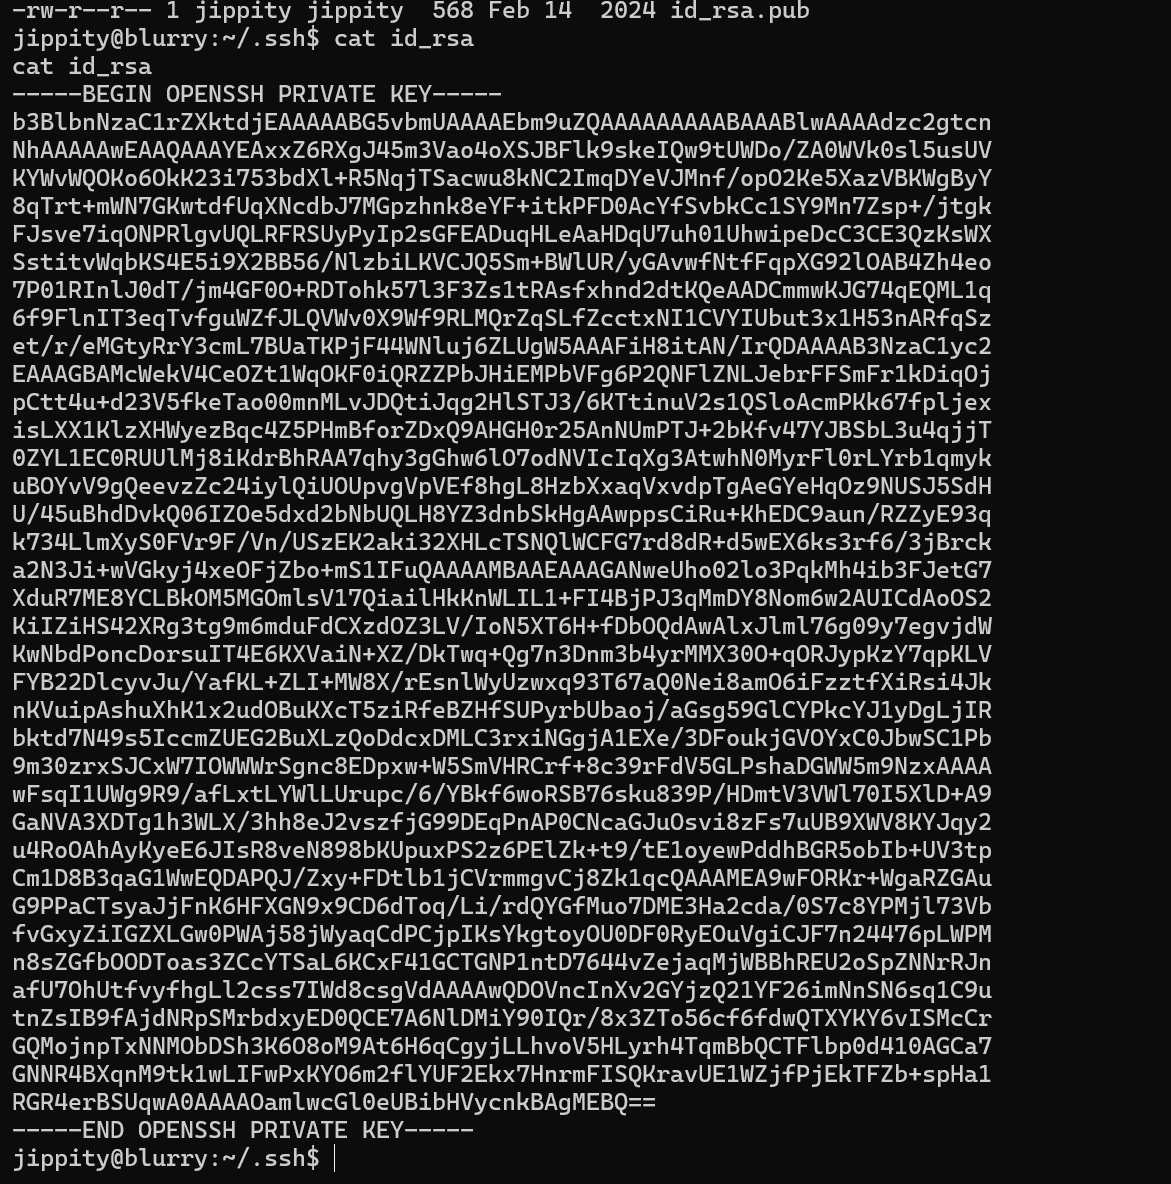 -rw-r--r-- 1 jippity jippity  568 Feb 14  2024 id_rsa.pub
jippity@blurry:~/.ssh$ cat id_rsa
cat id_rsa
-----BEGIN OPENSSH PRIVATE KEY-----
b3BlbnNzaC1rZXktdjEAAAAABG5vbmUAAAAEbm9uZQAAAAAAAAABAAABlwAAAAdzc2gtcn
NhAAAAAwEAAQAAAYEAxxZ6RXgJ45m3Vao4oXSJBFlk9skeIQw9tUWDo/ZA0WVk0sl5usUV
KYWvWQOKo6OkK23i753bdXl+R5NqjTSacwu8kNC2ImqDYeVJMnf/opO2Ke5XazVBKWgByY
8qTrt+mWN7GKwtdfUqXNcdbJ7MGpzhnk8eYF+itkPFD0AcYfSvbkCc1SY9Mn7Zsp+/jtgk
FJsve7iqONPRlgvUQLRFRSUyPyIp2sGFEADuqHLeAaHDqU7uh01UhwipeDcC3CE3QzKsWX
SstitvWqbKS4E5i9X2BB56/NlzbiLKVCJQ5Sm+BWlUR/yGAvwfNtfFqpXG92lOAB4Zh4eo
7P01RInlJ0dT/jm4GF0O+RDTohk57l3F3Zs1tRAsfxhnd2dtKQeAADCmmwKJG74qEQML1q
6f9FlnIT3eqTvfguWZfJLQVWv0X9Wf9RLMQrZqSLfZcctxNI1CVYIUbut3x1H53nARfqSz
et/r/eMGtyRrY3cmL7BUaTKPjF44WNluj6ZLUgW5AAAFiH8itAN/IrQDAAAAB3NzaC1yc2
EAAAGBAMcWekV4CeOZt1WqOKF0iQRZZPbJHiEMPbVFg6P2QNFlZNLJebrFFSmFr1kDiqOj
pCtt4u+d23V5fkeTao00mnMLvJDQtiJqg2HlSTJ3/6KTtinuV2s1QSloAcmPKk67fpljex
isLXX1KlzXHWyezBqc4Z5PHmBforZDxQ9AHGH0r25AnNUmPTJ+2bKfv47YJBSbL3u4qjjT
0ZYL1EC0RUUlMj8iKdrBhRAA7qhy3gGhw6lO7odNVIcIqXg3AtwhN0MyrFl0rLYrb1qmyk
uBOYvV9gQeevzZc24iylQiUOUpvgVpVEf8hgL8HzbXxaqVxvdpTgAeGYeHqOz9NUSJ5SdH
U/45uBhdDvkQ06IZOe5dxd2bNbUQLH8YZ3dnbSkHgAAwppsCiRu+KhEDC9aun/RZZyE93q
k734LlmXyS0FVr9F/Vn/USzEK2aki32XHLcTSNQlWCFG7rd8dR+d5wEX6ks3rf6/3jBrck
a2N3Ji+wVGkyj4xeOFjZbo+mS1IFuQAAAAMBAAEAAAGANweUho02lo3PqkMh4ib3FJetG7
XduR7ME8YCLBkOM5MGOmlsV17QiailHkKnWLIL1+FI4BjPJ3qMmDY8Nom6w2AUICdAoOS2
KiIZiHS42XRg3tg9m6mduFdCXzdOZ3LV/IoN5XT6H+fDbOQdAwAlxJlml76g09y7egvjdW
KwNbdPoncDorsuIT4E6KXVaiN+XZ/DkTwq+Qg7n3Dnm3b4yrMMX30O+qORJypKzY7qpKLV
FYB22DlcyvJu/YafKL+ZLI+MW8X/rEsnlWyUzwxq93T67aQ0Nei8amO6iFzztfXiRsi4Jk
nKVuipAshuXhK1x2udOBuKXcT5ziRfeBZHfSUPyrbUbaoj/aGsg59GlCYPkcYJ1yDgLjIR
bktd7N49s5IccmZUEG2BuXLzQoDdcxDMLC3rxiNGgjA1EXe/3DFoukjGVOYxC0JbwSC1Pb
9m30zrxSJCxW7IOWWWrSgnc8EDpxw+W5SmVHRCrf+8c39rFdV5GLPshaDGWW5m9NzxAAAA
wFsqI1UWg9R9/afLxtLYWlLUrupc/6/YBkf6woRSB76sku839P/HDmtV3VWl70I5XlD+A9
GaNVA3XDTg1h3WLX/3hh8eJ2vszfjG99DEqPnAP0CNcaGJuOsvi8zFs7uUB9XWV8KYJqy2
u4RoOAhAyKyeE6JIsR8veN898bKUpuxPS2z6PElZk+t9/tE1oyewPddhBGR5obIb+UV3tp
Cm1D8B3qaG1WwEQDAPQJ/Zxy+FDtlb1jCVrmmgvCj8Zk1qcQAAAMEA9wFORKr+WgaRZGAu
G9PPaCTsyaJjFnK6HFXGN9x9CD6dToq/Li/rdQYGfMuo7DME3Ha2cda/0S7c8YPMjl73Vb
fvGxyZiIGZXLGw0PWAj58jWyaqCdPCjpIKsYkgtoyOU0DF0RyEOuVgiCJF7n24476pLWPM
n8sZGfbOODToas3ZCcYTSaL6KCxF41GCTGNP1ntD7644vZejaqMjWBBhREU2oSpZNNrRJn
afU7OhUtfvyfhgLl2css7IWd8csgVdAAAAwQDOVncInXv2GYjzQ21YF26imNnSN6sq1C9u
tnZsIB9fAjdNRpSMrbdxyED0QCE7A6NlDMiY90IQr/8x3ZTo56cf6fdwQTXYKY6vISMcCr
GQMojnpTxNNMObDSh3K6O8oM9At6H6qCgyjLLhvoV5HLyrh4TqmBbQCTFlbp0d410AGCa7
GNNR4BXqnM9tk1wLIFwPxKYO6m2flYUF2Ekx7HnrmFISQKravUE1WZjfPjEkTFZb+spHa1
RGR4erBSUqwA0AAAAOamlwcGl0eUBibHVycnkBAgMEBQ==
-----END OPENSSH PRIVATE KEY-----
jippity@blurry:~/.ssh$